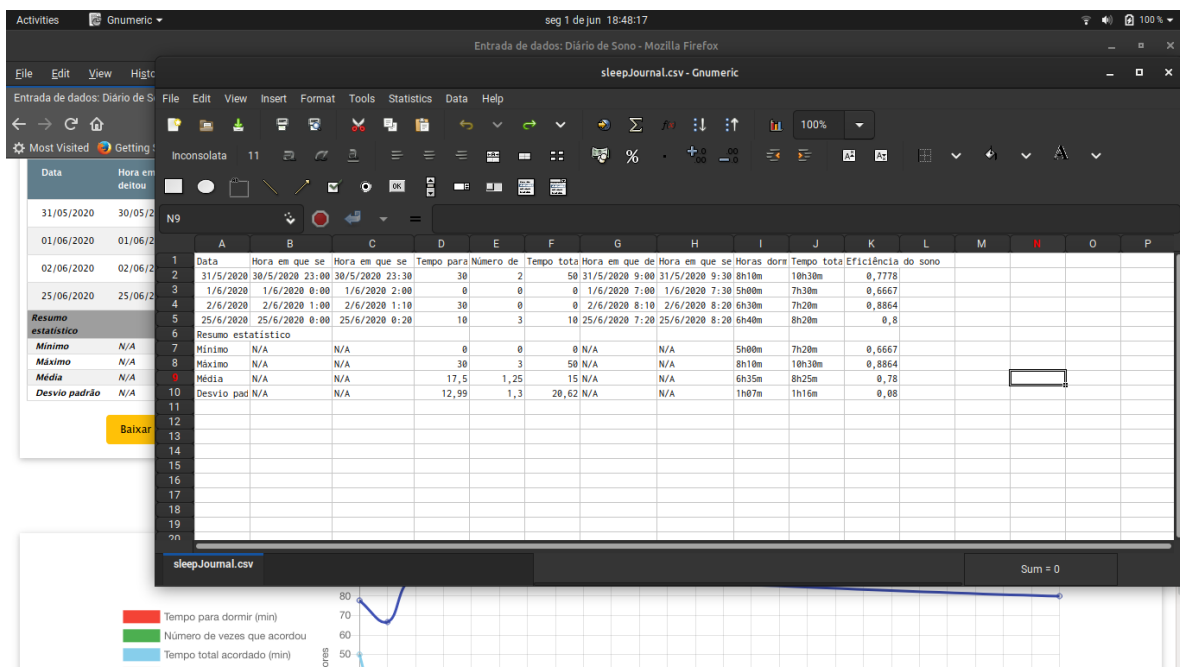 Activities Gnumeric seg 1 de jun 18:48:17 100 %
Entrada de dados: Diário de Sono - Mozilla Firefox
File Edit View Histo
sleepJournal.csv - Gnumeric
Entrada de dados: Diário de S
File Edit View Insert Format Tools Statistics Data Help
100%
Most Visited Getting
Inconsolata 11 %
OK
N9 =
Data Hora em deitou
31/05/2020 30/05/2
01/06/2020 01/06/2
02/06/2020 02/06/2
25/06/2020 25/06/2
Resumo estatístico
Mínimo N/A
Máximo N/A
Média N/A
Desvio padrão N/A
Baixar
A B C D E F G H I J K L M N O P
1 Data Hora em que se Hora em que se Tempo para Número de Tempo tota Hora em que de Hora em que se Horas dorm Tempo tota Eficiência do sono
2 31/5/2020 30/5/2020 23:00 30/5/2020 23:30 30 2 50 31/5/2020 9:00 31/5/2020 9:30 8h10m 10h30m 0,7778
3 1/6/2020 1/6/2020 0:00 1/6/2020 2:00 0 0 0 1/6/2020 7:00 1/6/2020 7:30 5h00m 7h30m 0,6667
4 2/6/2020 2/6/2020 1:00 2/6/2020 1:10 30 0 0 2/6/2020 8:10 2/6/2020 8:20 6h30m 7h20m 0,8864
5 25/6/2020 25/6/2020 0:00 25/6/2020 0:20 10 3 10 25/6/2020 7:20 25/6/2020 8:20 6h40m 8h20m 0,8
6 Resumo estatístico
7 Mínimo N/A N/A 0 0 0 N/A N/A 5h00m 7h20m 0,6667
8 Máximo N/A N/A 30 3 50 N/A N/A 8h10m 10h30m 0,8864
9 Média N/A N/A 17,5 1,25 15 N/A N/A 6h35m 8h25m 0,78
10 Desvio pad N/A N/A 12,99 1,3 20,62 N/A N/A 1h07m 1h16m 0,08
11
12
13
14
15
16
17
18
19
20
sleepJournal.csv Sum = 0
80
70
60
50
Tempo para dormir (min)
Número de vezes que acordou
Tempo total acordado (min)